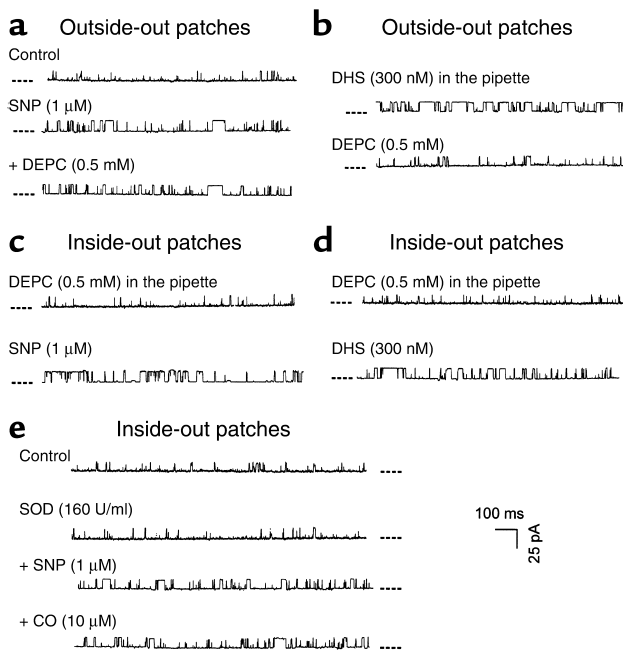 a Outside-out patches
Control
SNP (1 μM)
+ DEPC (0.5 mM)
b Outside-out patches
DHS (300 nM) in the pipette
DEPC (0.5 mM)
c Inside-out patches
DEPC (0.5 mM) in the pipette
SNP (1 μM)
d Inside-out patches
DEPC (0.5 mM) in the pipette
DHS (300 nM)
e Inside-out patches
Control
SOD (160 U/ml)
+ SNP (1 μM)
+ CO (10 μM)
100 ms
25 pA